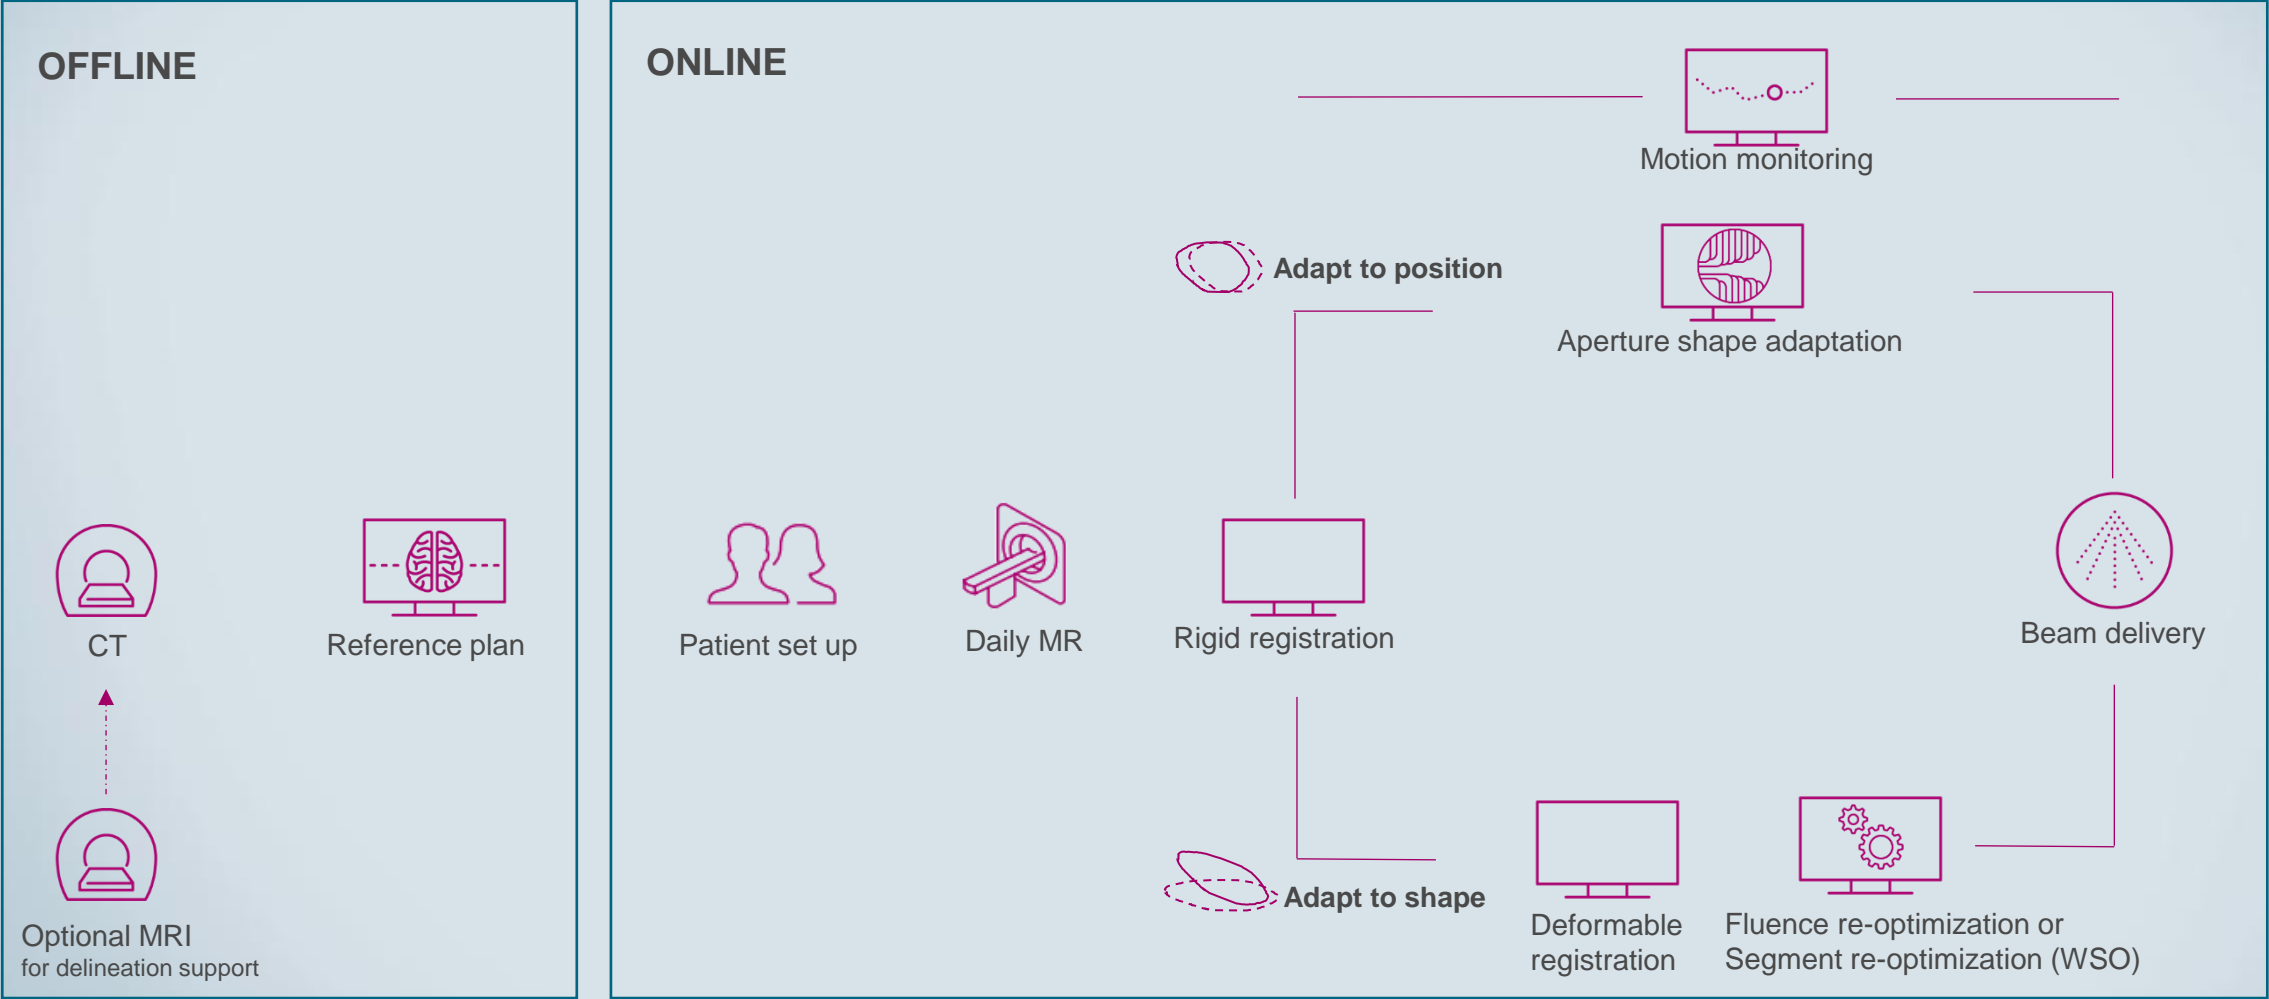 OFFLINE
CT
Reference plan
Optional MRI
for delineation support
ONLINE
Motion monitoring
Adapt to position
Aperture shape adaptation
Patient set up
Daily MR
Rigid registration
Beam delivery
Adapt to shape
Deformable
registration
Fluence re-optimization or
Segment re-optimization (WSO)